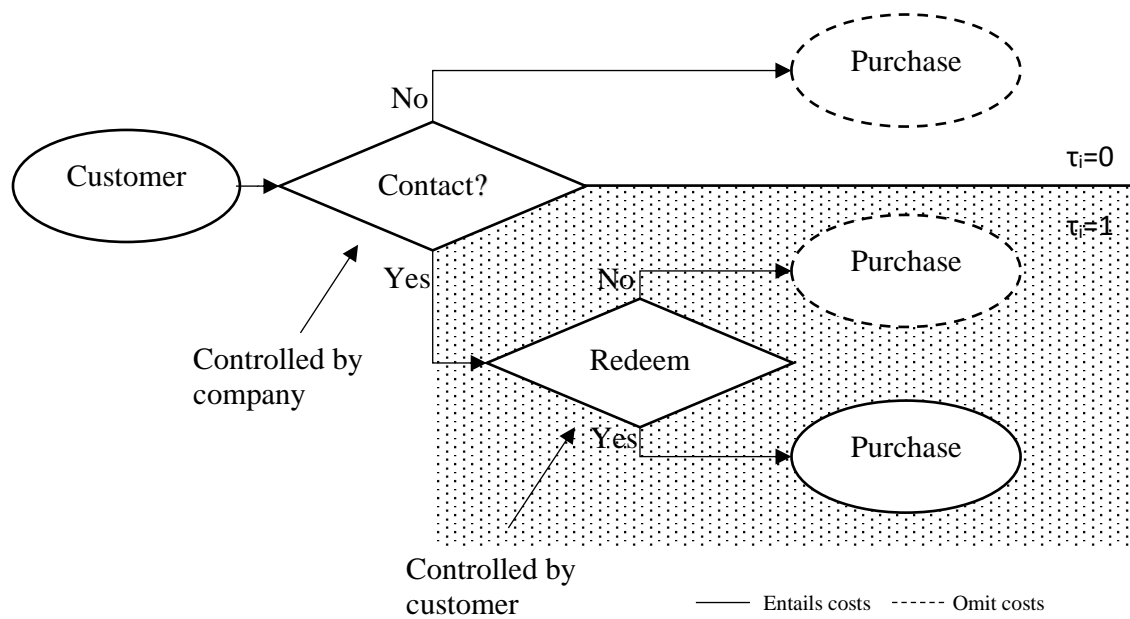 Purchase
No
τᵢ=0
Customer
Contact?
τᵢ=1
Purchase
Yes
No
Controlled by
company
Redeem
Yes
Purchase
Controlled by
customer
Entails costs
Omit costs